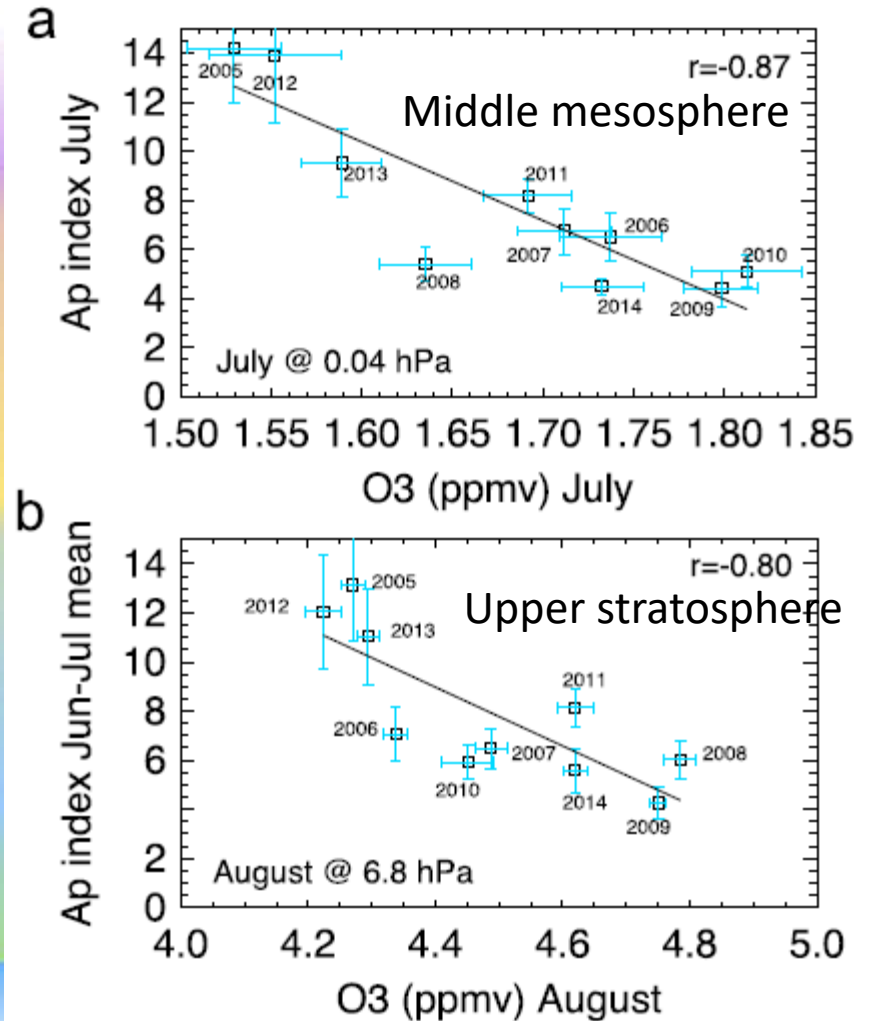 a
r=-0.87
Middle mesosphere
Ap index July
14
12
10
8
6
4
2
0
2005
2012
2013
2011
2008
2007
2006
2014
2010
2009
July @ 0.04 hPa
1.50 1.55 1.60 1.65 1.70 1.75 1.80 1.85
O3 (ppmv) July
b
r=-0.80
Upper stratosphere
Ap index Jun-Jul mean
14
12
10
8
6
2
0
2012
2005
2013
2006
2011
2010
2007
2014
2008
2009
August @ 6.8 hPa
4.0 4.2 4.4 4.6 4.8 5.0
O3 (ppmv) August